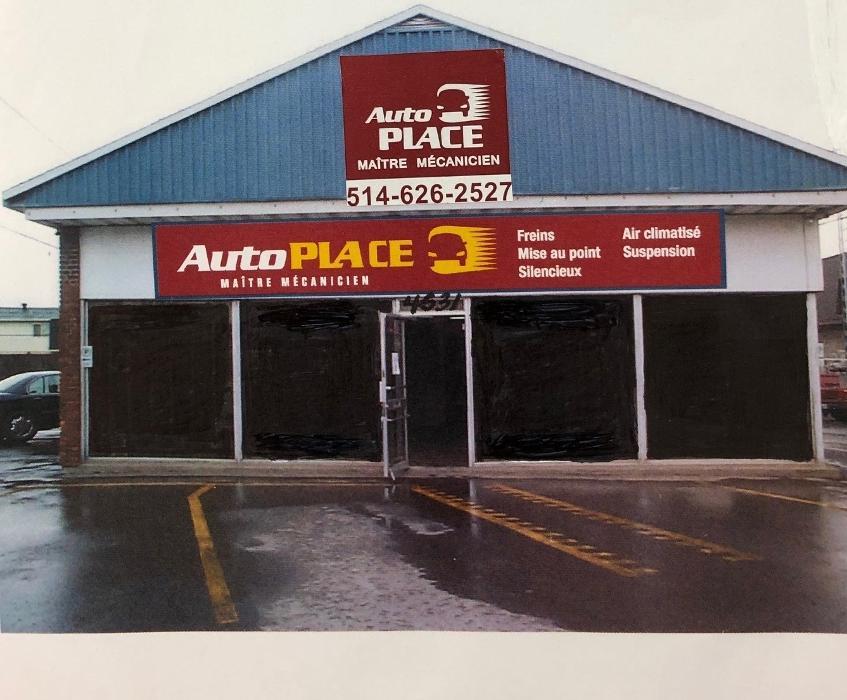 Auto
PLACE
MAÎTRE MÉCANICIEN
514-626-2527
AutoPLACE
MAÎTRE MÉCANICIEN
Freins
Mise au point
Silencieux
Air climatisé
Suspension